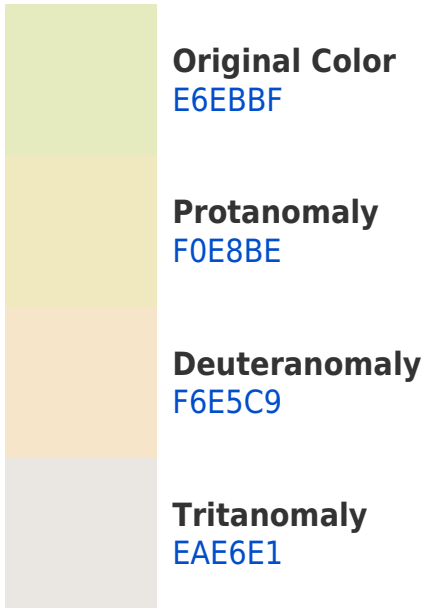 Original Color
E6EBBF
Protanomaly
F0E8BE
Deuteranomaly
F6E5C9
Tritanomaly
EAE6E1